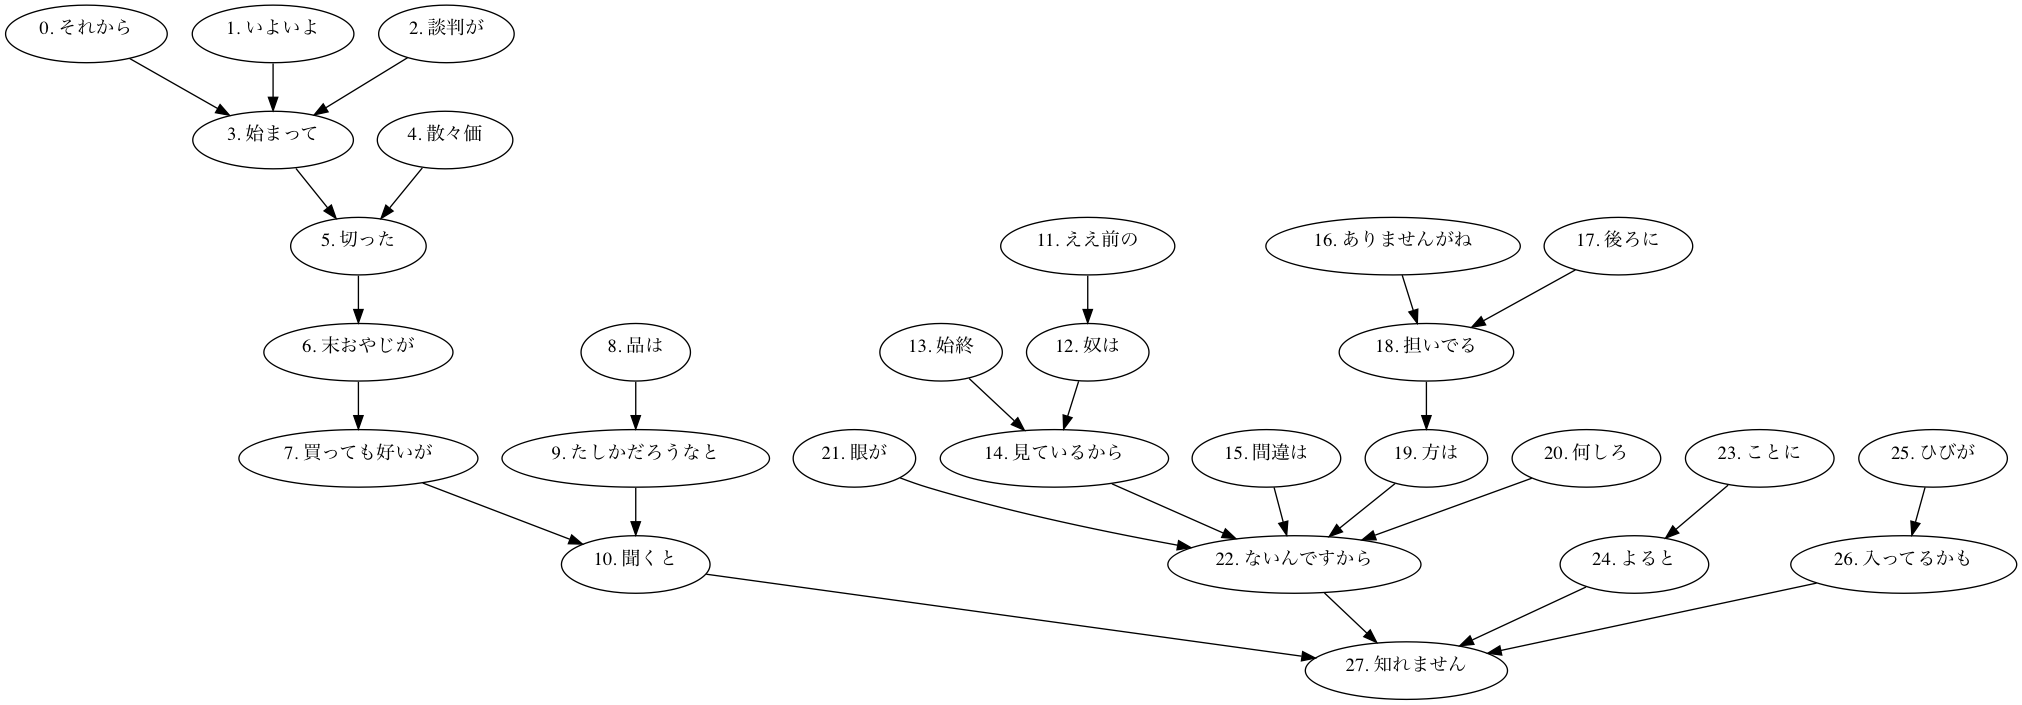 0. それから
1. いよいよ
2. 談判が
3. 始まって
4. 散々価
5. 切った
11. ええ前の
16. ありませんがね
17. 後ろに
6. 末おやじが
8. 品は
13. 始終
12. 奴は
18. 担いでる
7. 買っても好いが
9. たしかだろうなと
21. 眼が
14. 見ているから
15. 間違は
19. 方は
20. 何しろ
23. ことに
25. ひびが
10. 聞くと
22. ないんですから
24. よると
26. 入ってるかも
27. 知れません